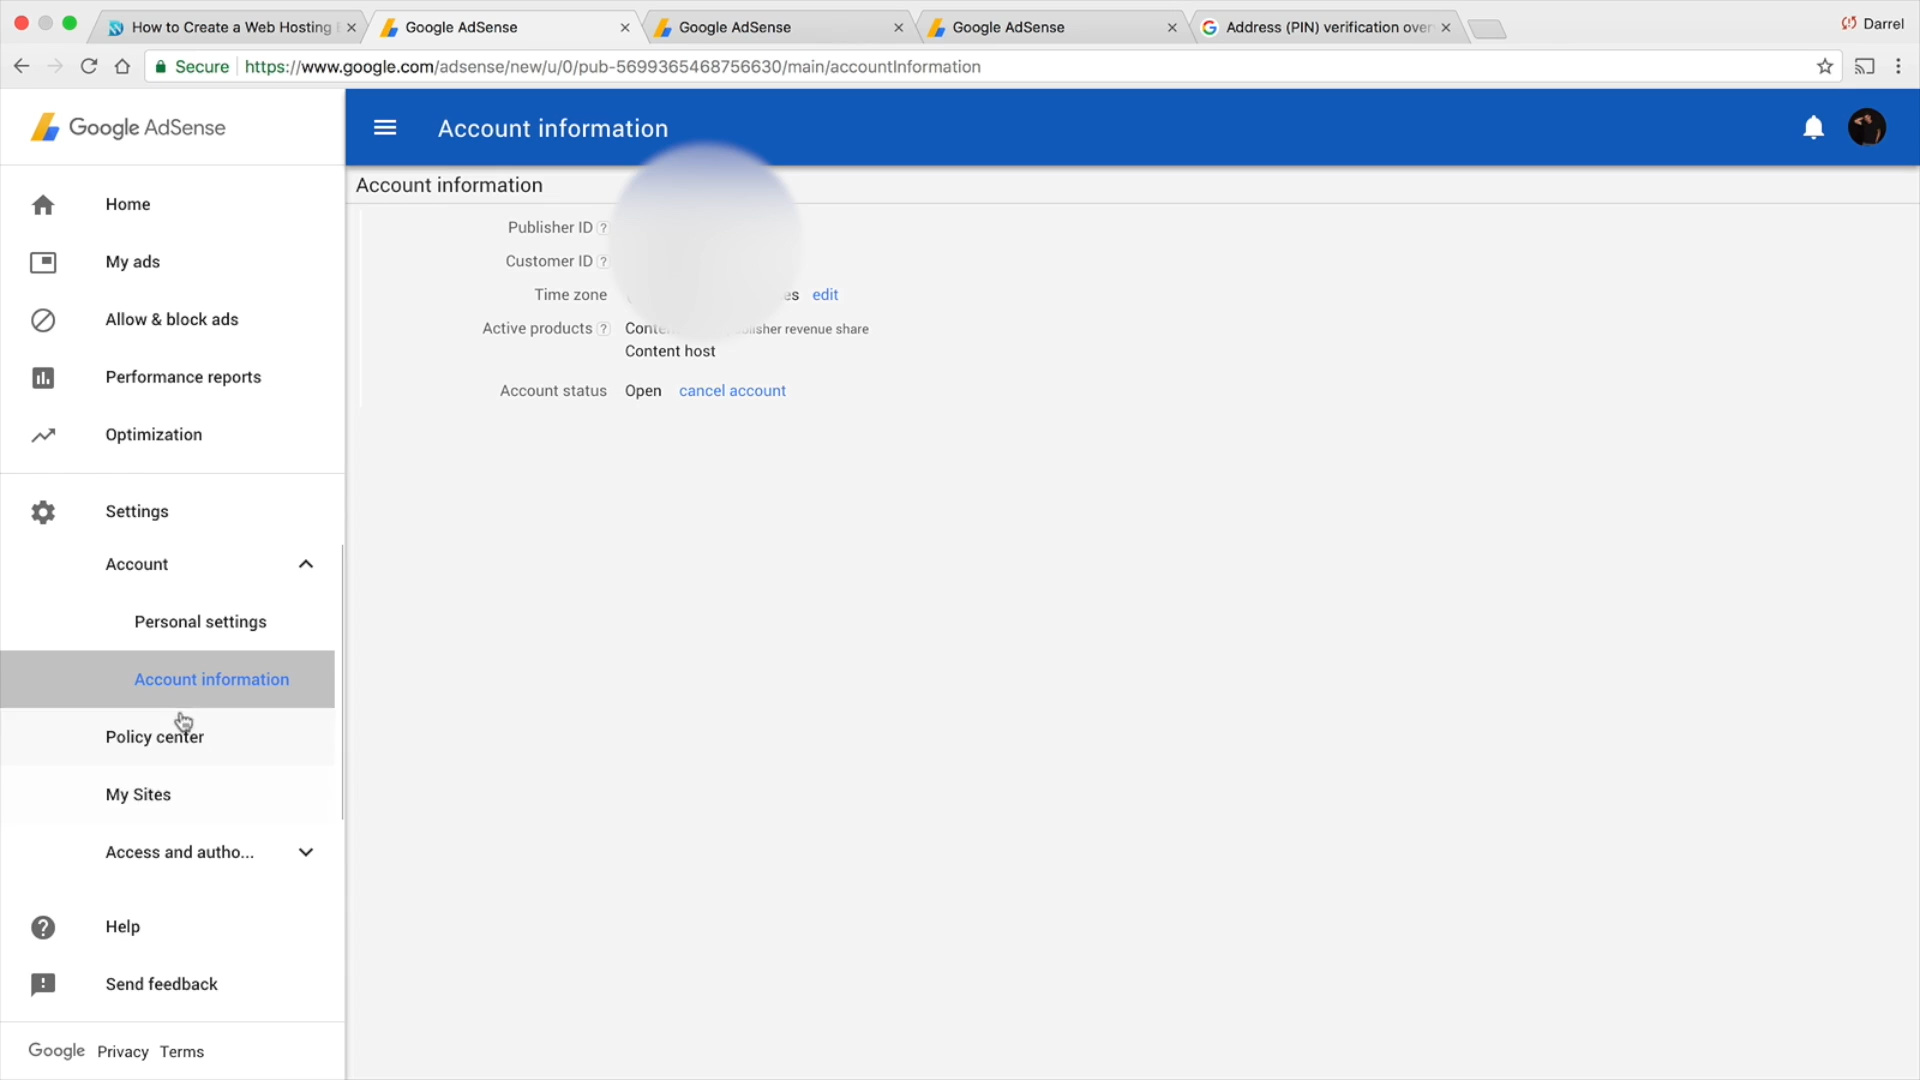 How to Create a Web Hosting
Google AdSense
Google AdSense
Google AdSense
Address (PIN) verification over
Darrel
Secure
https://www.google.com/adsense/new/u/0/pub-5699365468756630/main/accountInformation
Google AdSense
Account information
Home
My ads
Allow & block ads
Performance reports
Optimization
Settings
Account
Personal settings
Account information
Policy center
My Sites
Access and autho...
Help
Send feedback
Google Privacy Terms
Account information
Publisher ID ?
Customer ID ?
Time zone edit
Active products ? revenue share
Content host
Account status Open cancel account